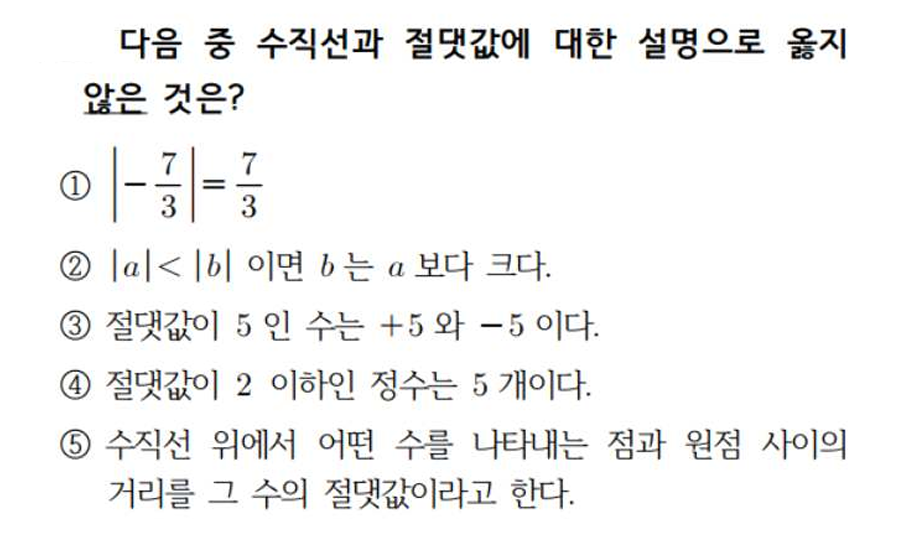 다음 중 수직선과 절댓값에 대한 설명으로 옳지
않은 것은?
① |−7/3| = 7/3
② |a| < |b| 이면 b 는 a 보다 크다.
③ 절댓값이 5 인 수는 +5 와 −5 이다.
④ 절댓값이 2 이하인 정수는 5 개이다.
⑤ 수직선 위에서 어떤 수를 나타내는 점과 원점 사이의
거리를 그 수의 절댓값이라고 한다.